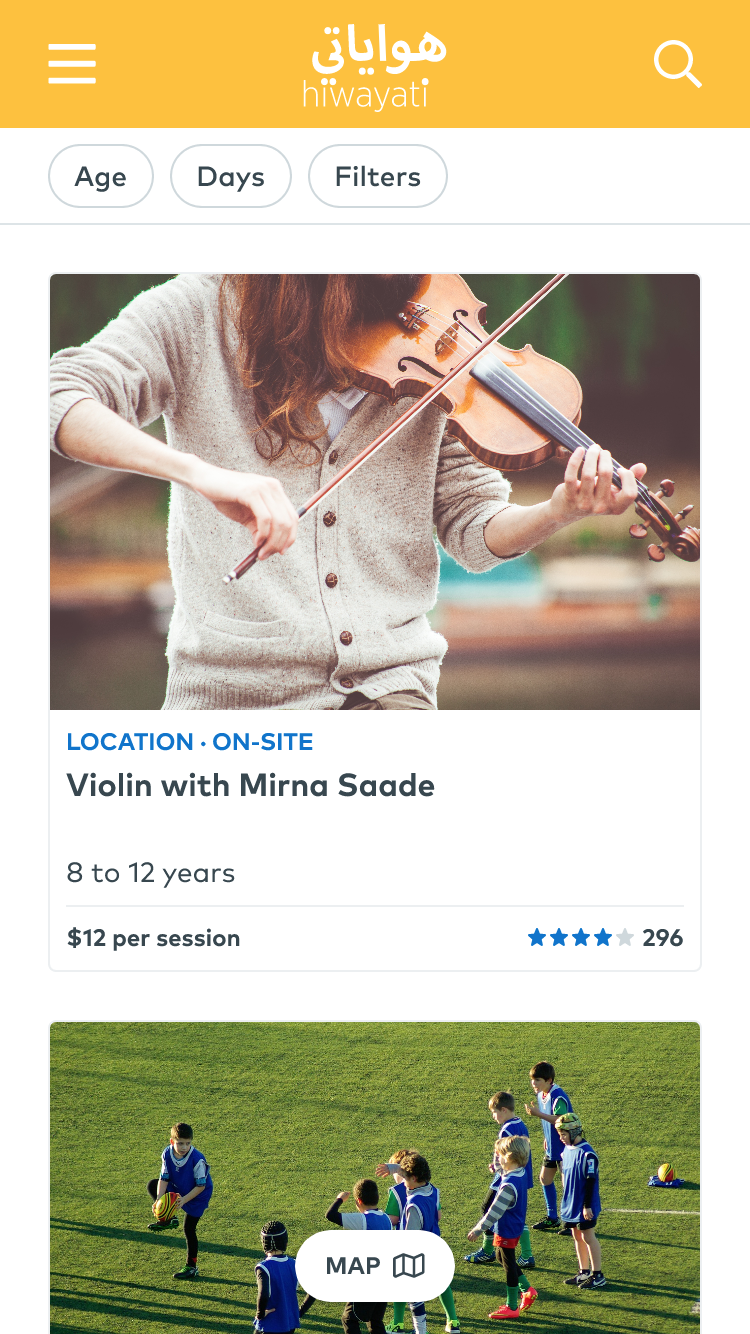 هواياتي
hiwayati
Age
Days
Filters
LOCATION · ON-SITE
Violin with Mirna Saade
8 to 12 years
$12 per session
296
MAP